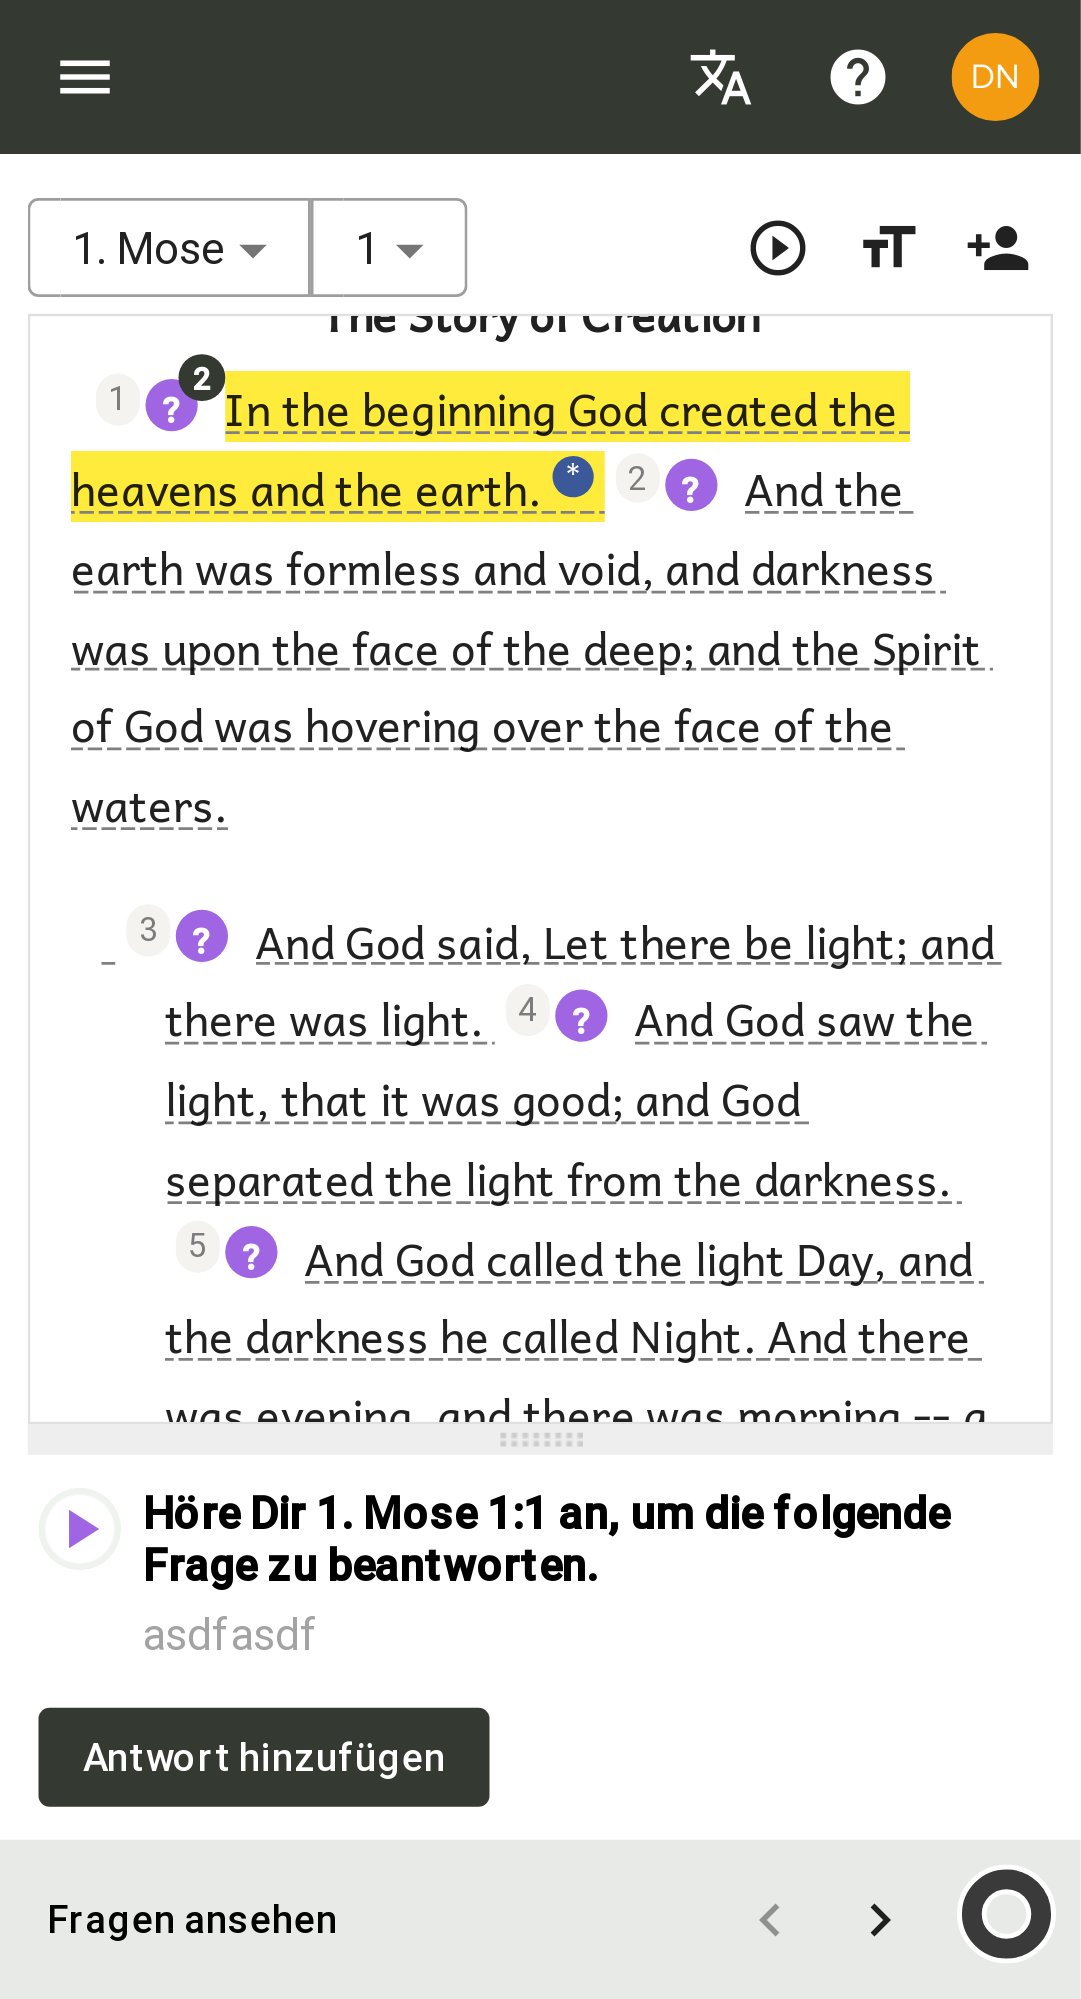 DN
1. Mose 1
The Story of Creation
1 ? 2 In the beginning God created the
heavens and the earth. * 2 ? And the
earth was formless and void, and darkness
was upon the face of the deep; and the Spirit
of God was hovering over the face of the
waters.
3 ? And God said, Let there be light; and
there was light. 4 ? And God saw the
light, that it was good; and God
separated the light from the darkness.
5 ? And God called the light Day, and
the darkness he called Night. And there
was evening, and there was morning -- a
Höre Dir 1. Mose 1:1 an, um die folgende
Frage zu beantworten.
asdfasdf
Antwort hinzufügen
Fragen ansehen